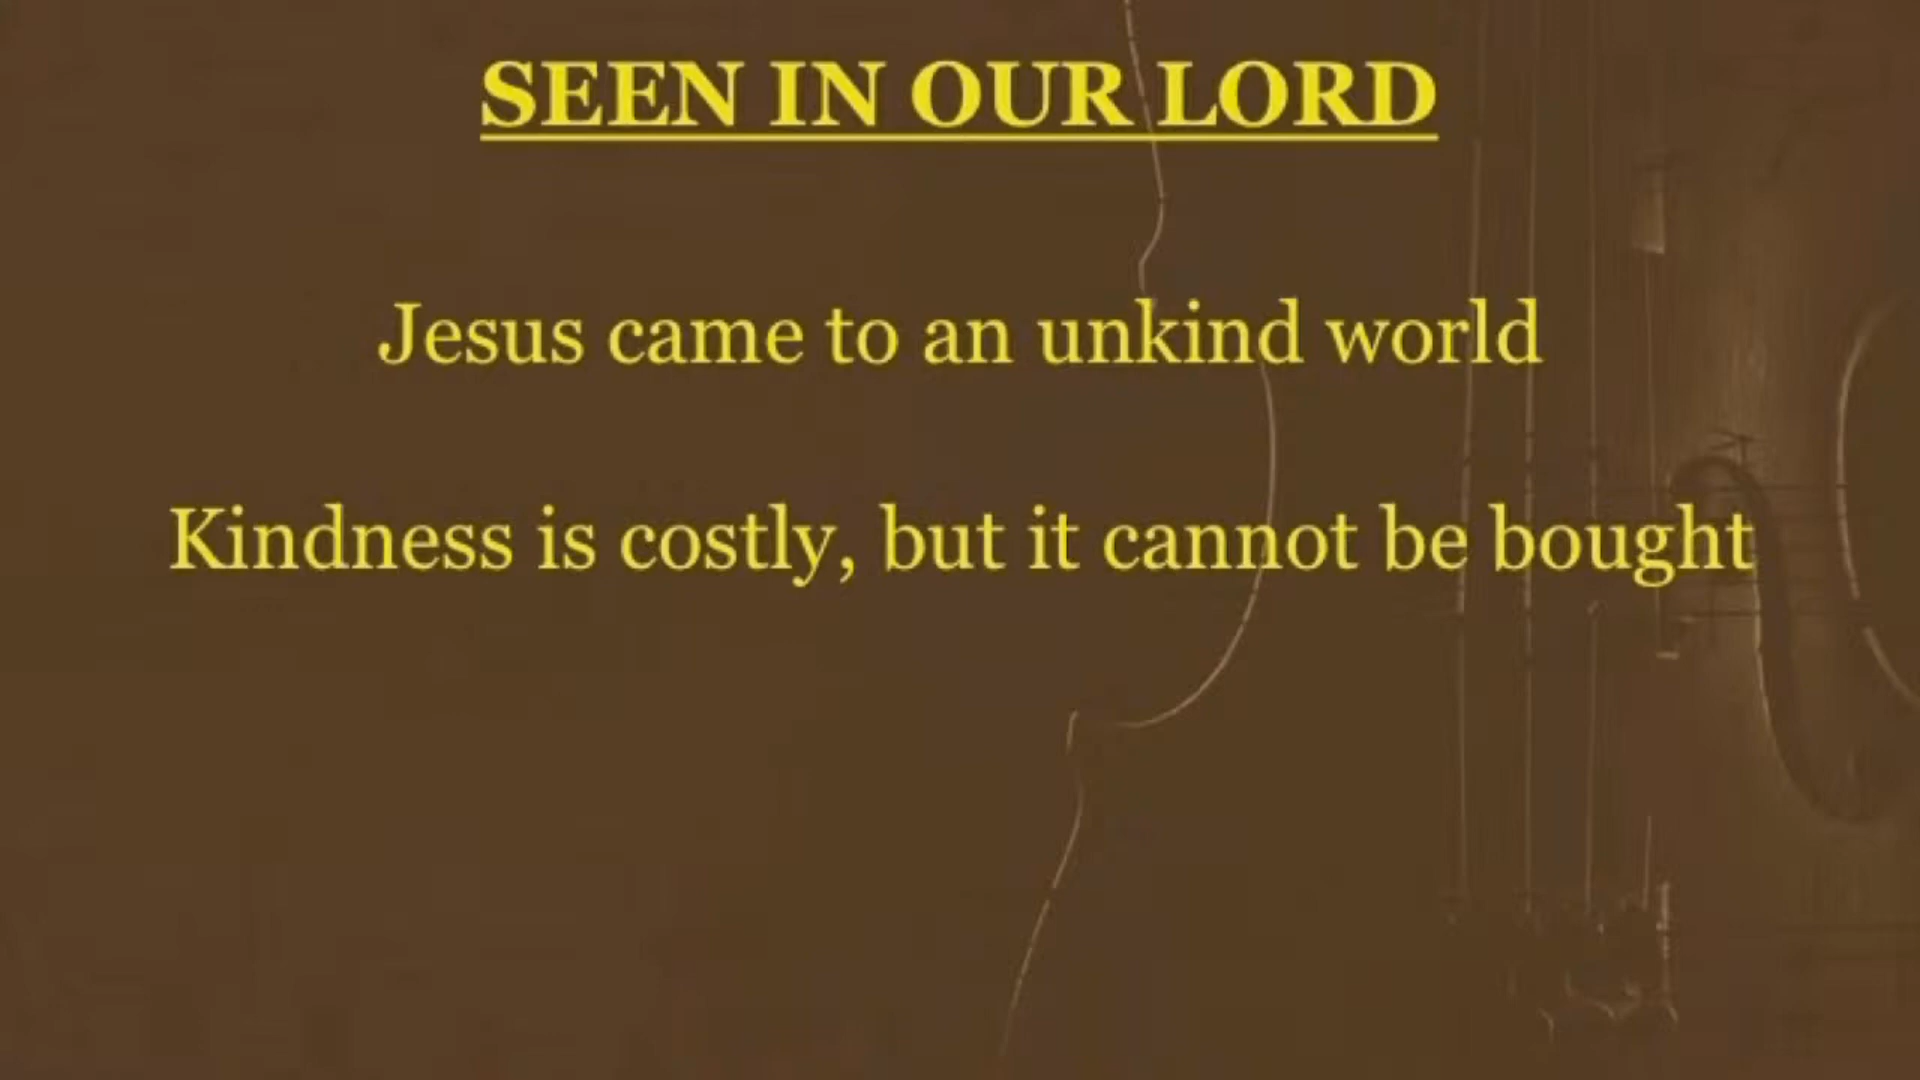 SEEN IN OUR LORD
Jesus came to an unkind world
Kindness is costly, but it cannot be bought